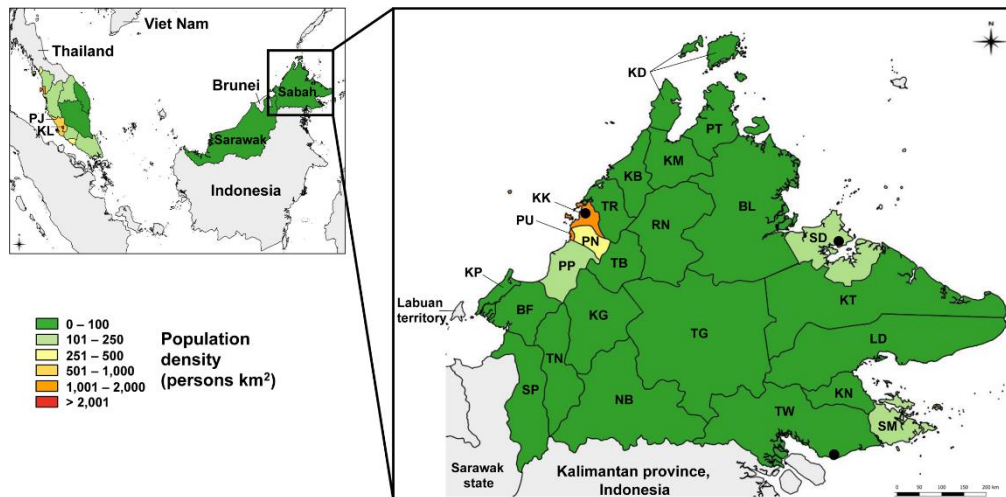 Viet Nam
Thailand
Brunei
Sabah
PJ
KL
Sarawak
Indonesia
0 – 100
101 – 250
251 – 500
501 – 1,000
1,001 – 2,000
> 2,001
Population
density
(persons km²)
KD
PT
KM
KB
KK
TR
BL
PU
RN
PN
SD
TB
PP
KP
KT
Labuan
territory
BF
KG
TG
LD
TN
SP
NB
KN
TW
SM
Sarawak
state
Kalimantan province,
Indonesia
0 50 100 150 200 km